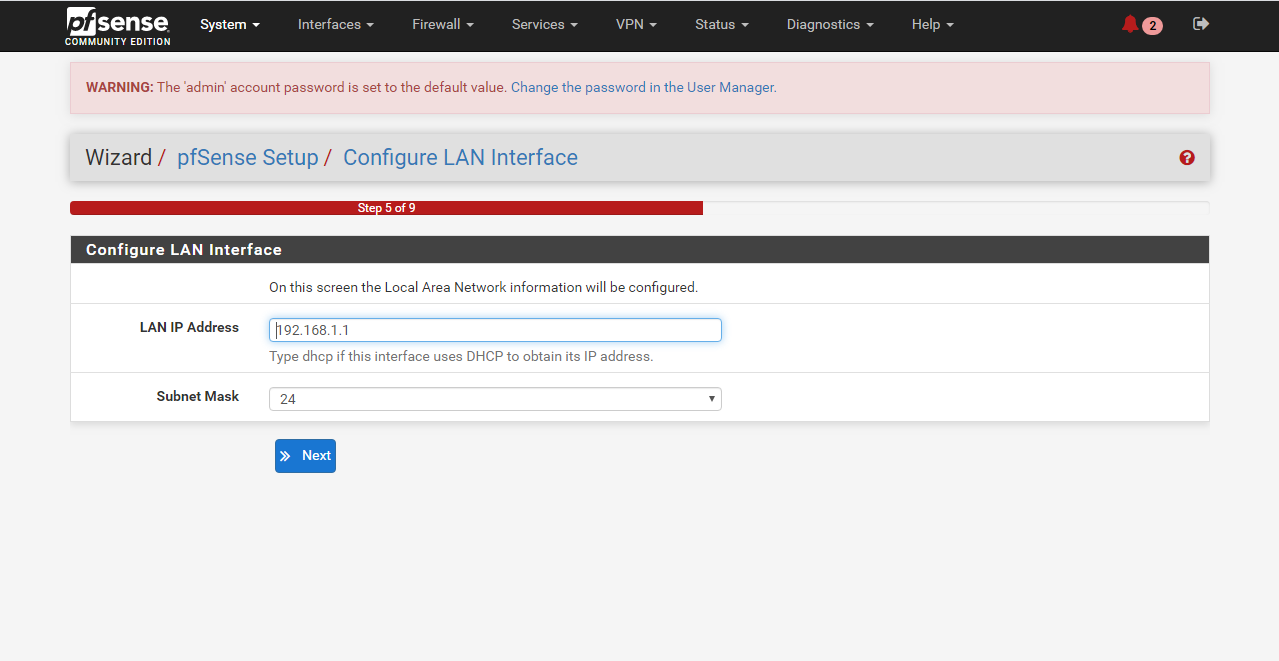 pfsense COMMUNITY EDITION System Interfaces Firewall Services VPN Status Diagnostics Help 2
WARNING: The 'admin' account password is set to the default value. Change the password in the User Manager.
Wizard / pfSense Setup / Configure LAN Interface
Step 5 of 9
Configure LAN Interface
On this screen the Local Area Network information will be configured.
LAN IP Address 192.168.1.1
Type dhcp if this interface uses DHCP to obtain its IP address.
Subnet Mask 24
Next